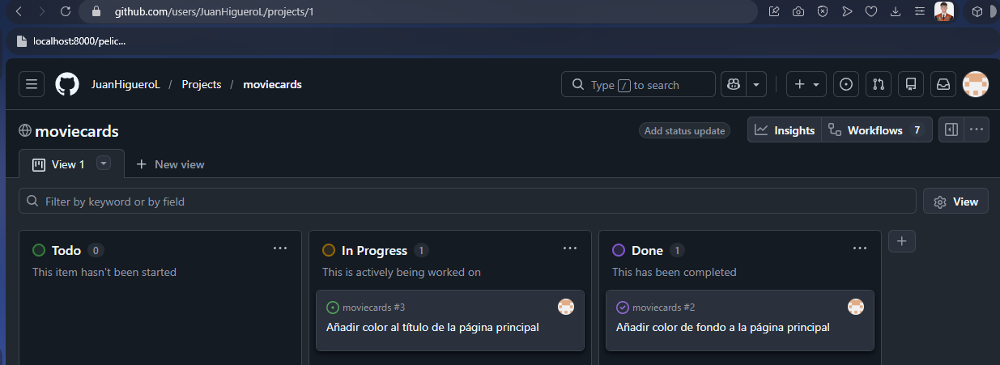 github.com/users/JuanHigueroL/projects/1
localhost:8000/pelic...
JuanHigueroL / Projects / moviecards
Type / to search
moviecards
Add status update
Insights
Workflows 7
View 1
+ New view
Filter by keyword or by field
View
Todo 0
This item hasn't been started
In Progress 1
This is actively being worked on
moviecards #3
Añadir color al título de la página principal
Done 1
This has been completed
moviecards #2
Añadir color de fondo a la página principal